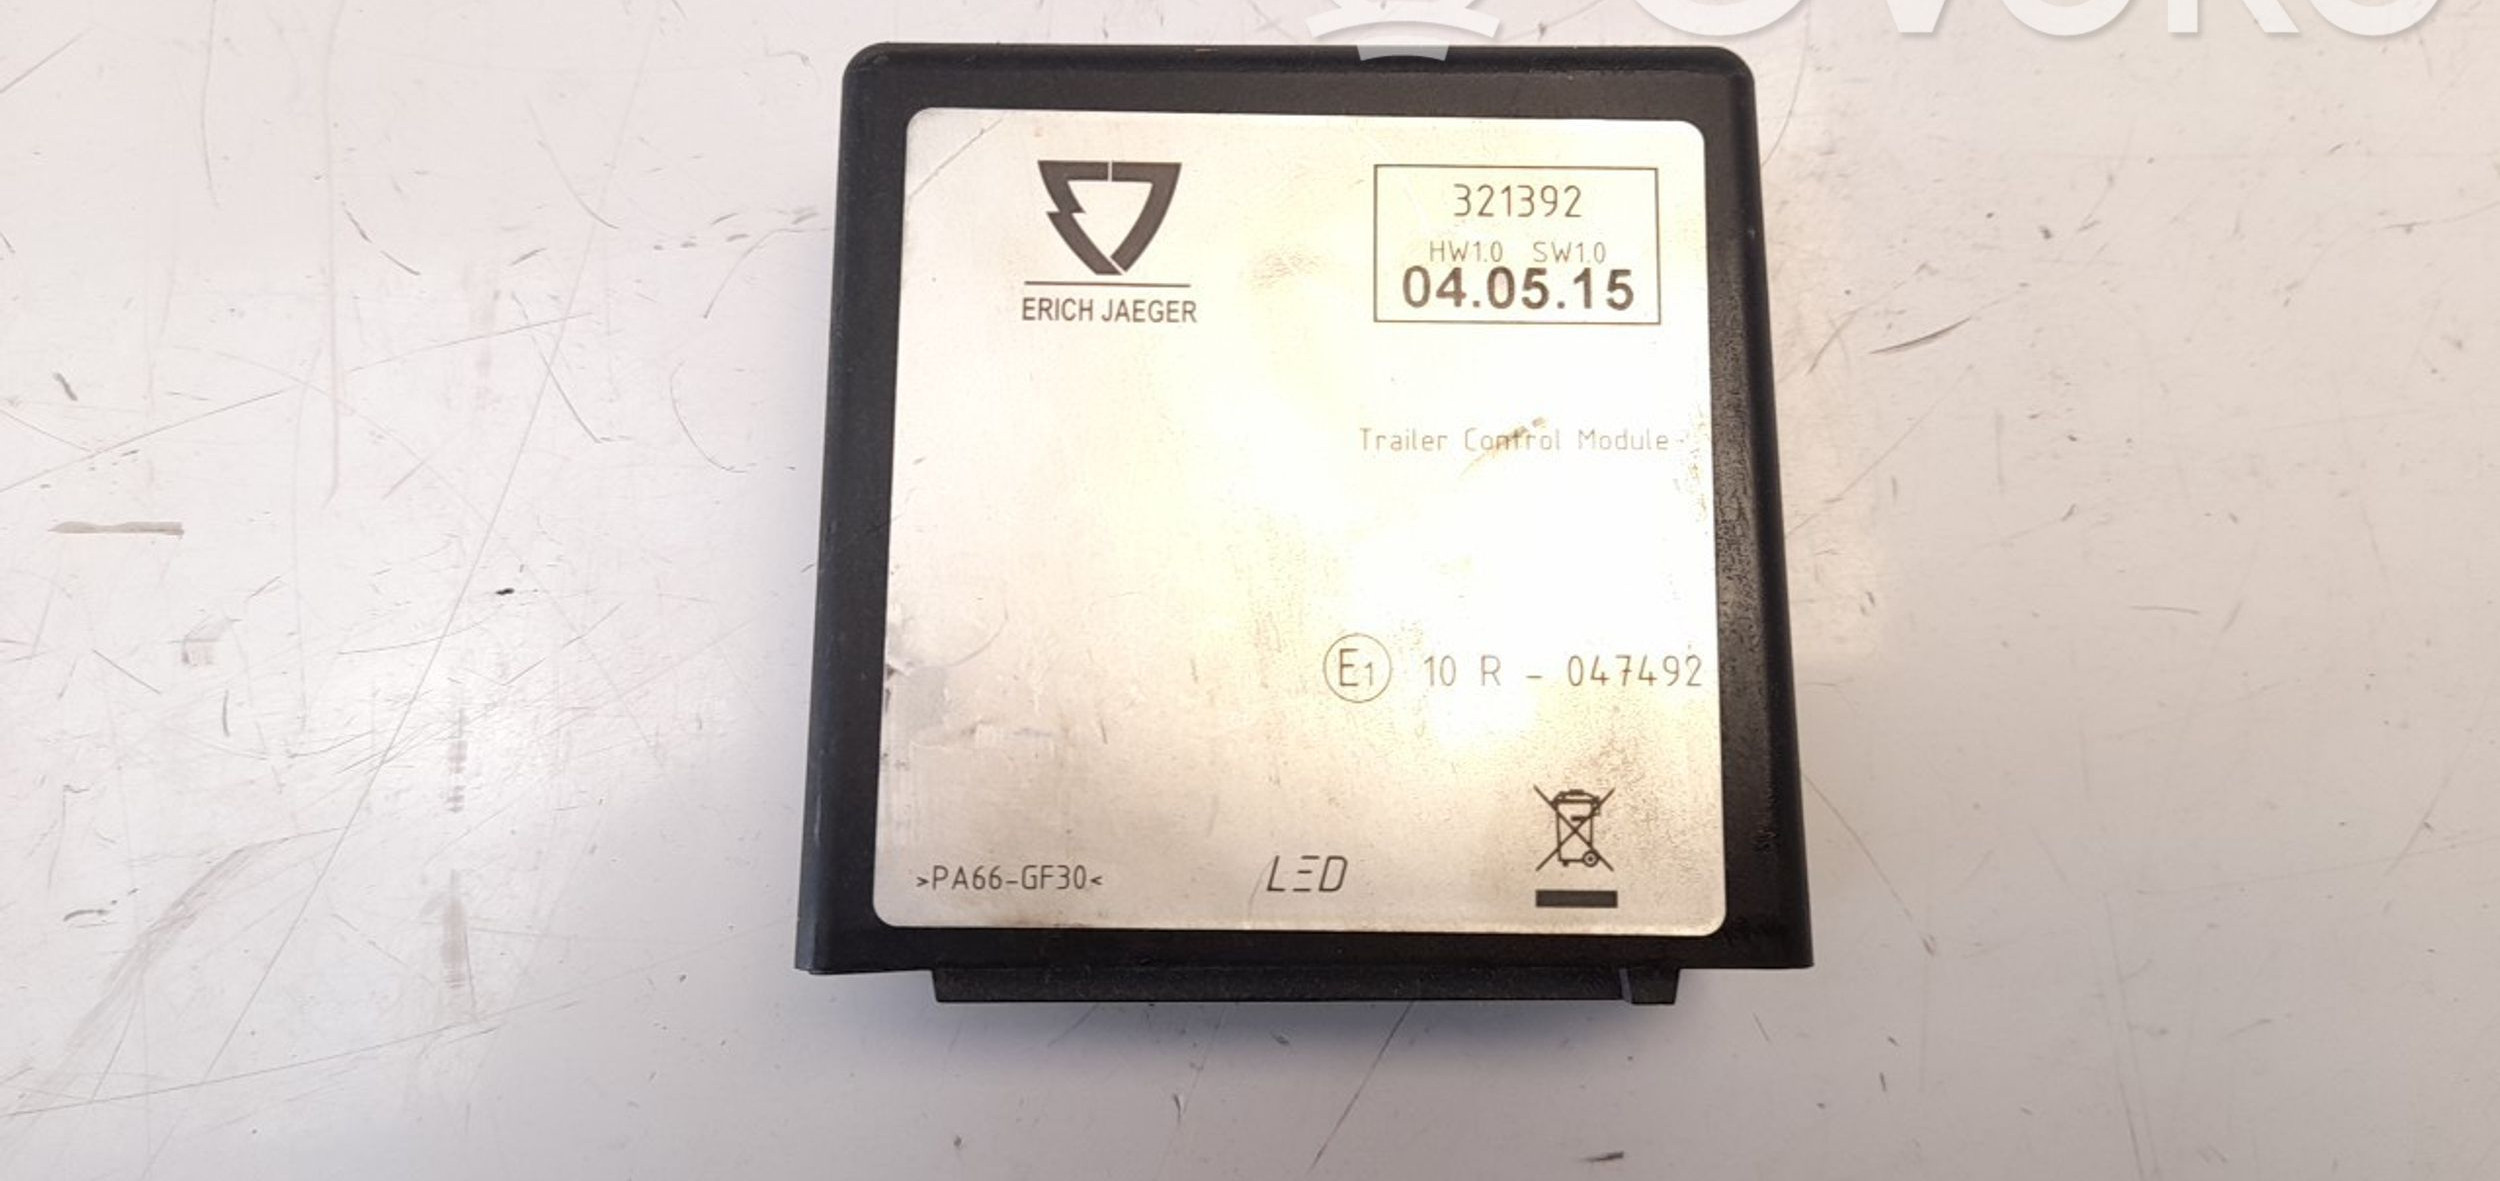 OVOKO
ERICH JAEGER
321392
HW1.0 SW1.0
04.05.15
Trailer Control Module
E1 10 R - 047492
>PA66-GF30<
LED